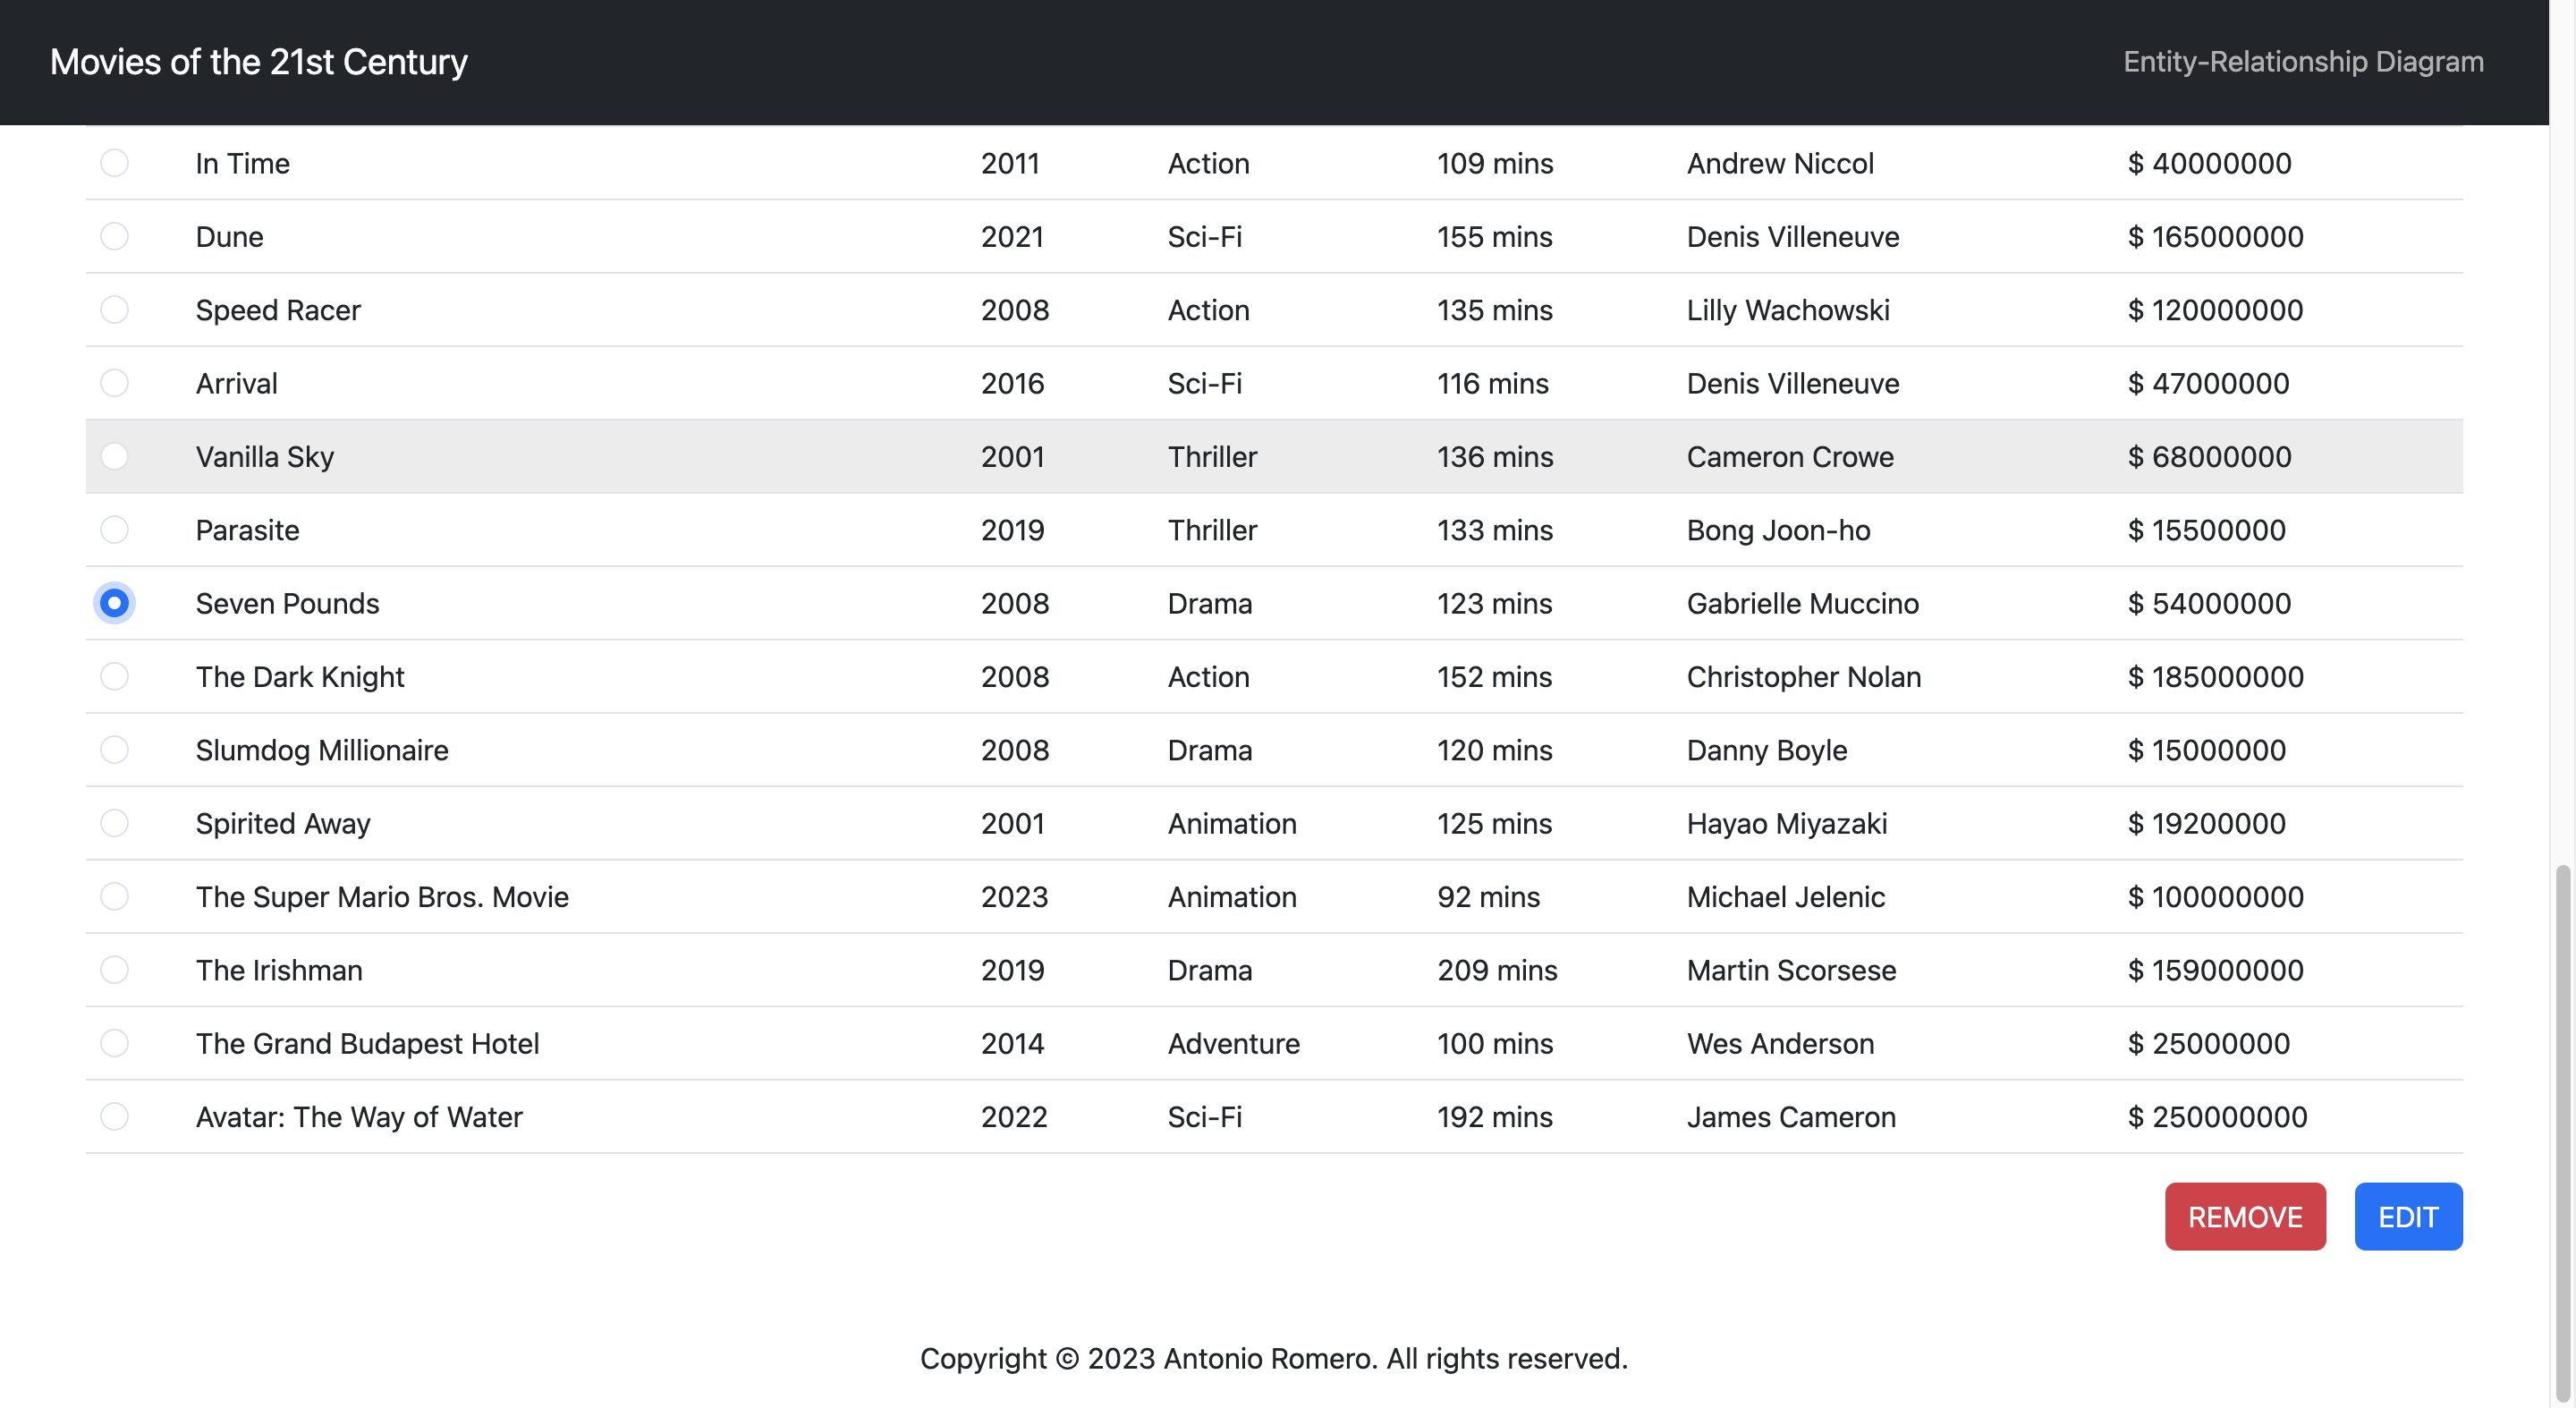 Movies of the 21st Century Entity-Relationship Diagram
In Time 2011 Action 109 mins Andrew Niccol $ 40000000
Dune 2021 Sci-Fi 155 mins Denis Villeneuve $ 165000000
Speed Racer 2008 Action 135 mins Lilly Wachowski $ 120000000
Arrival 2016 Sci-Fi 116 mins Denis Villeneuve $ 47000000
Vanilla Sky 2001 Thriller 136 mins Cameron Crowe $ 68000000
Parasite 2019 Thriller 133 mins Bong Joon-ho $ 15500000
Seven Pounds 2008 Drama 123 mins Gabrielle Muccino $ 54000000
The Dark Knight 2008 Action 152 mins Christopher Nolan $ 185000000
Slumdog Millionaire 2008 Drama 120 mins Danny Boyle $ 15000000
Spirited Away 2001 Animation 125 mins Hayao Miyazaki $ 19200000
The Super Mario Bros. Movie 2023 Animation 92 mins Michael Jelenic $ 100000000
The Irishman 2019 Drama 209 mins Martin Scorsese $ 159000000
The Grand Budapest Hotel 2014 Adventure 100 mins Wes Anderson $ 25000000
Avatar: The Way of Water 2022 Sci-Fi 192 mins James Cameron $ 250000000
REMOVE EDIT
Copyright © 2023 Antonio Romero. All rights reserved.